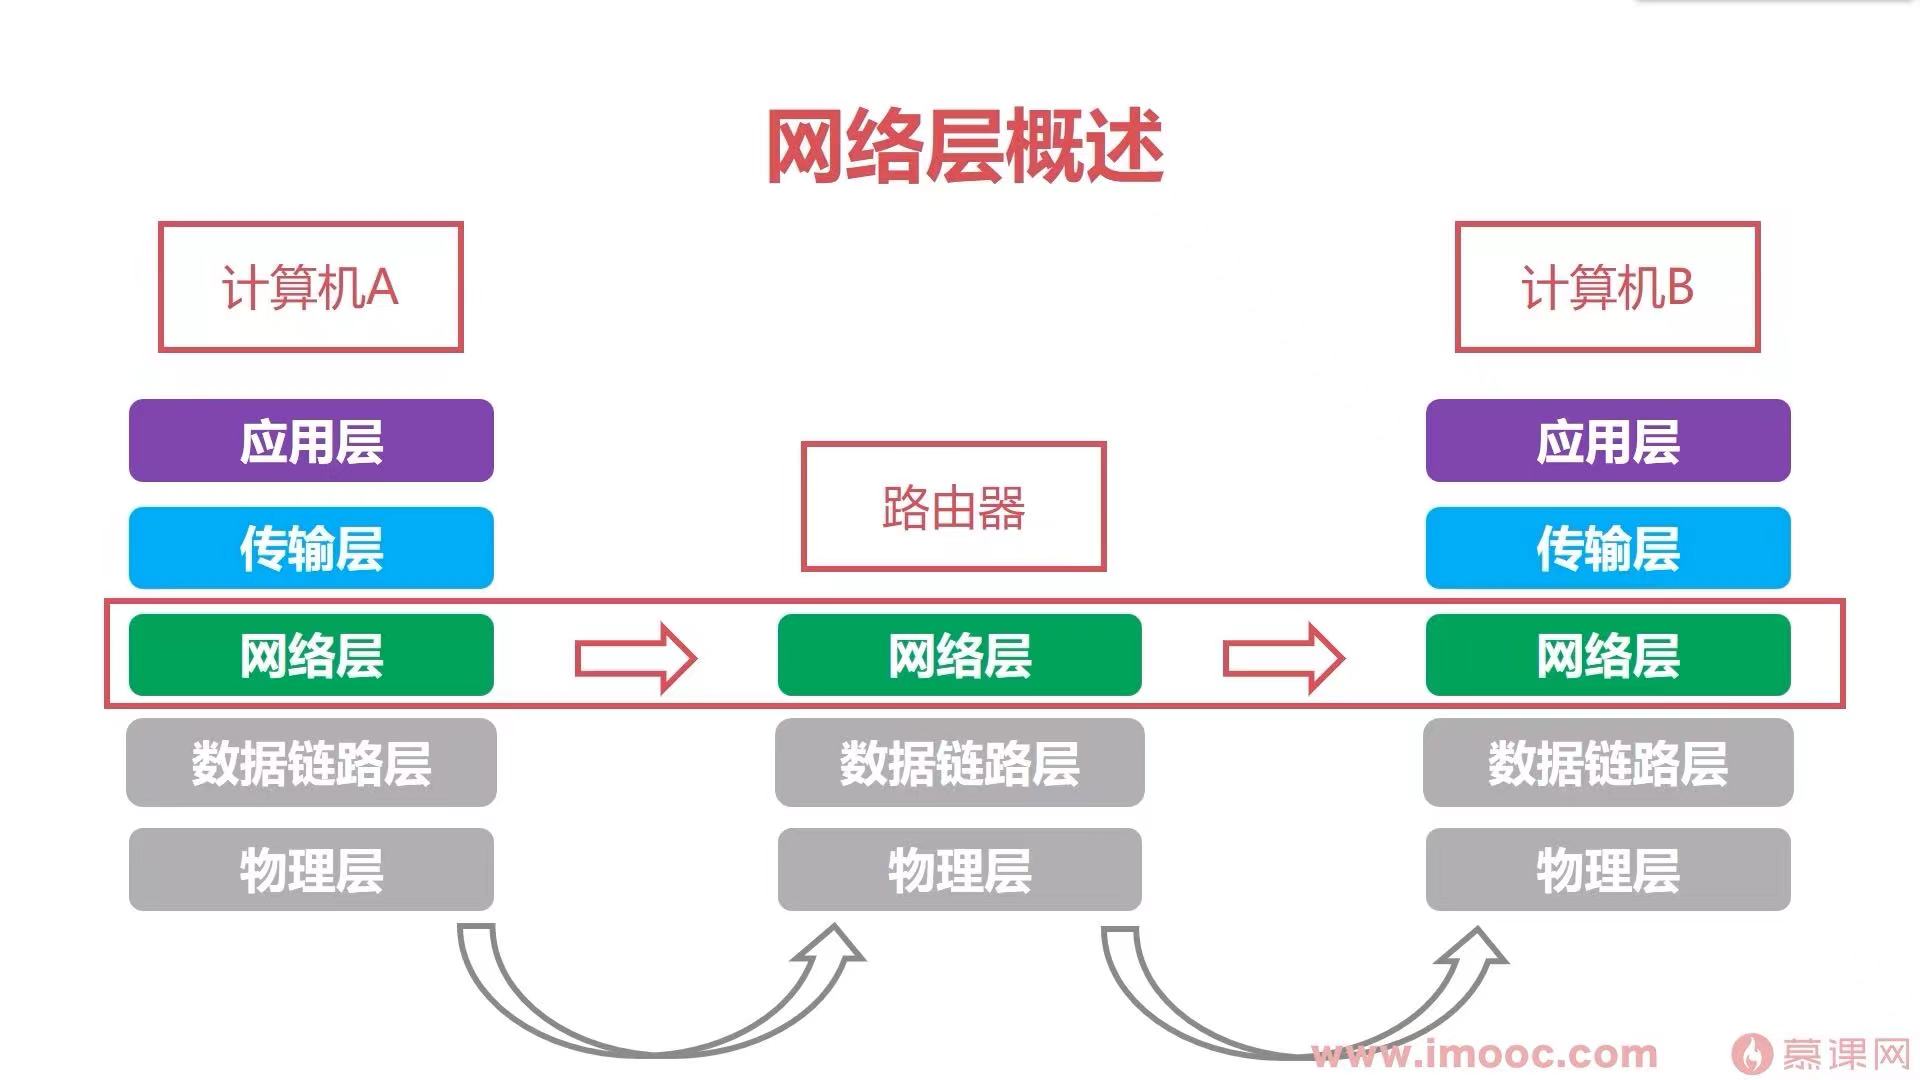 网络层概述
计算机A
计算机B
应用层
应用层
路由器
传输层
传输层
网络层
网络层
网络层
数据链路层
数据链路层
数据链路层
物理层
物理层
物理层
www.imooc.com
慕课网